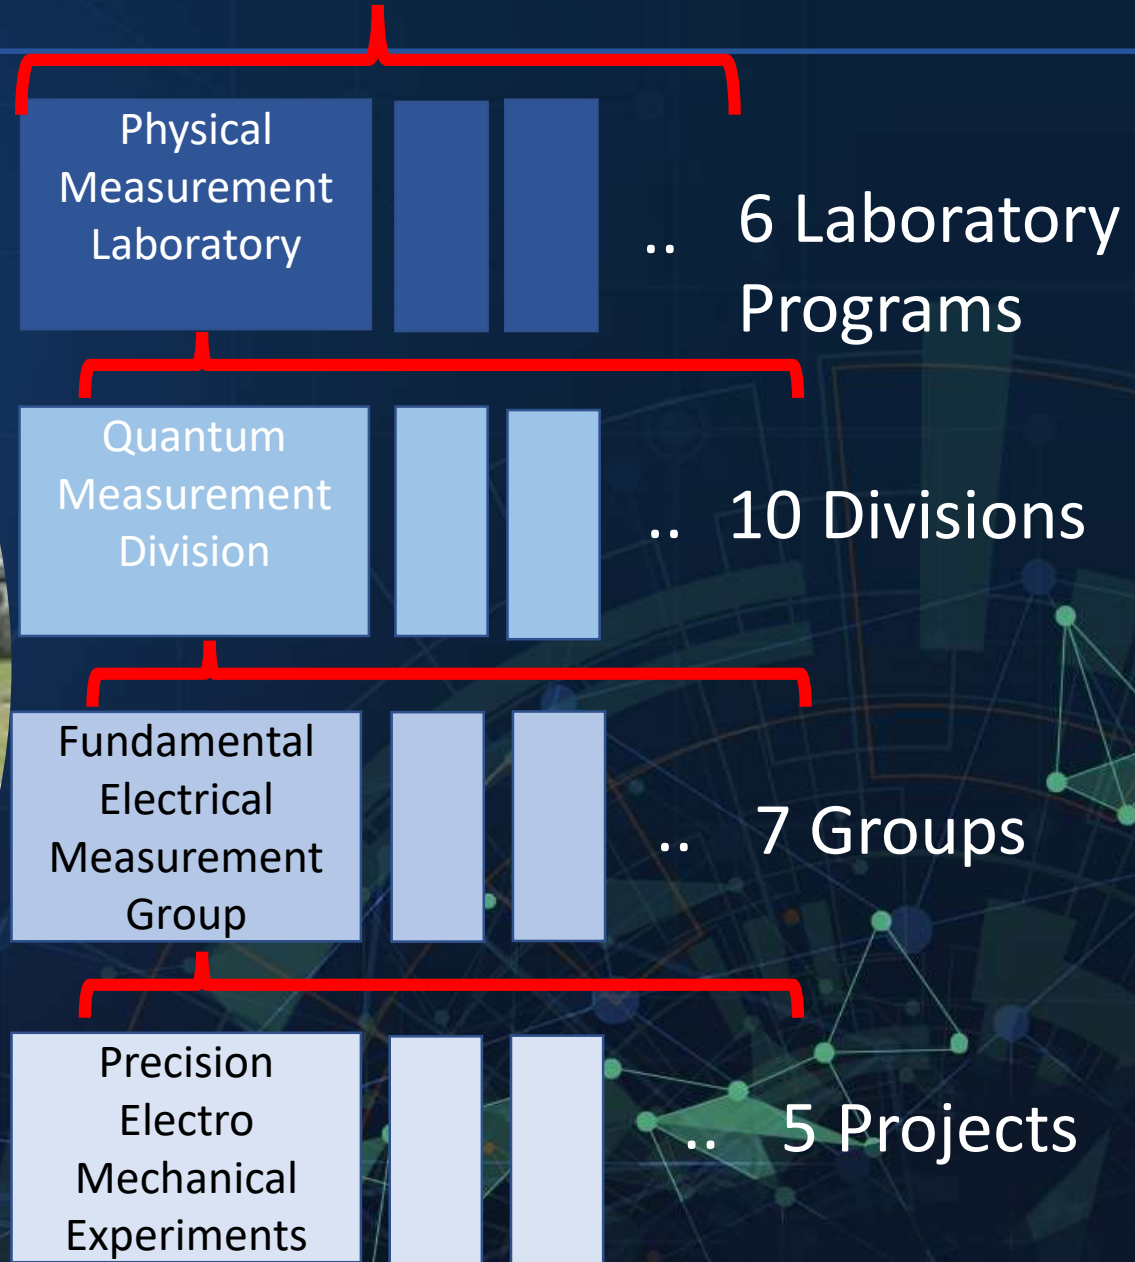 Physical
Measurement
Laboratory
.. 6 Laboratory
Programs
Quantum
Measurement
Division
.. 10 Divisions
Fundamental
Electrical
Measurement
Group
.. 7 Groups
Precision
Electro
Mechanical
Experiments
.. 5 Projects